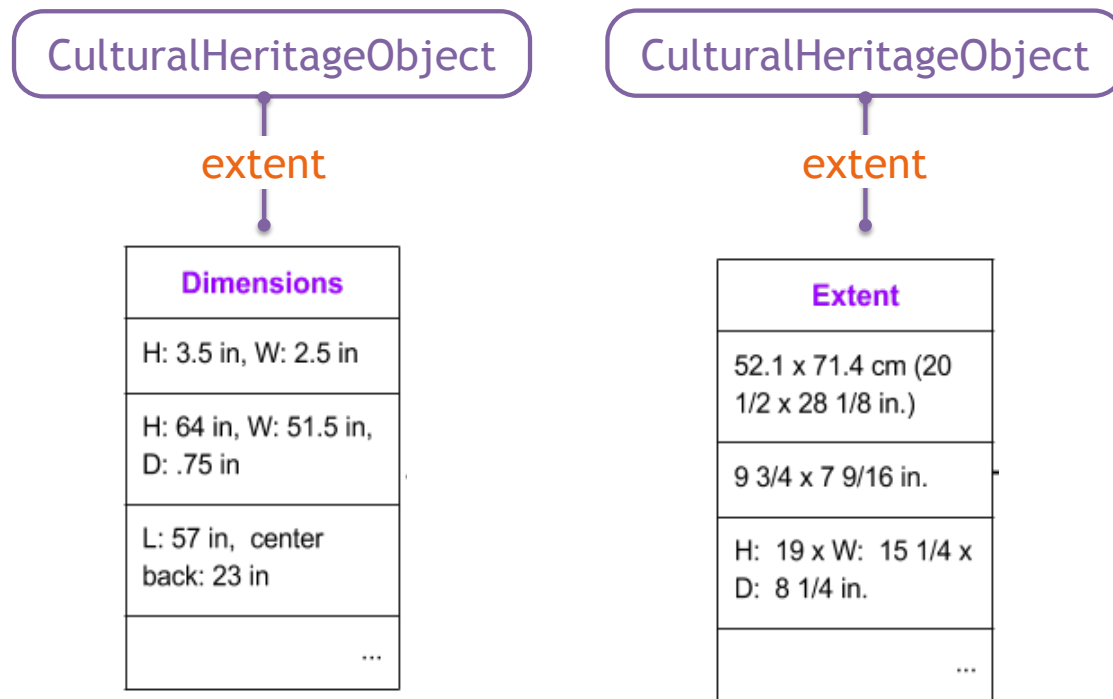 CulturalHeritageObject
extent
Dimensions
H: 3.5 in, W: 2.5 in
H: 64 in, W: 51.5 in,
D: .75 in
L: 57 in, center
back: 23 in
...
CulturalHeritageObject
extent
Extent
52.1 x 71.4 cm (20
1/2 x 28 1/8 in.)
9 3/4 x 7 9/16 in.
H: 19 x W: 15 1/4 x
D: 8 1/4 in.
...